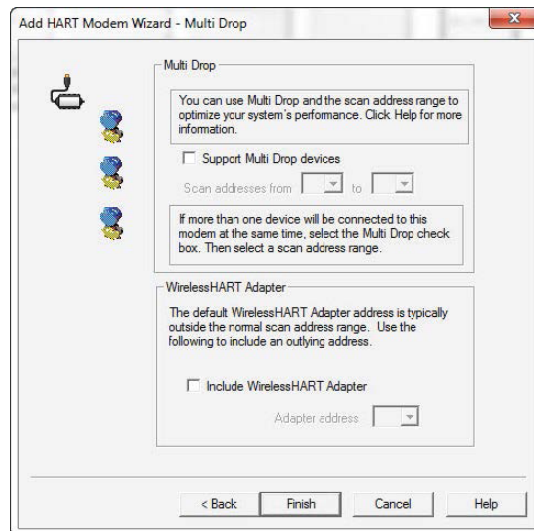 Add HART Modem Wizard - Multi Drop
Multi Drop
You can use Multi Drop and the scan address range to
optimize your system's performance. Click Help for more
information.
Support Multi Drop devices
Scan addresses from to
If more than one device will be connected to this
modem at the same time, select the Multi Drop check
box. Then select a scan address range.
WirelessHART Adapter
The default WirelessHART Adapter address is typically
outside the normal scan address range. Use the
following to include an outlying address.
Include WirelessHART Adapter
Adapter address
< Back Finish Cancel Help